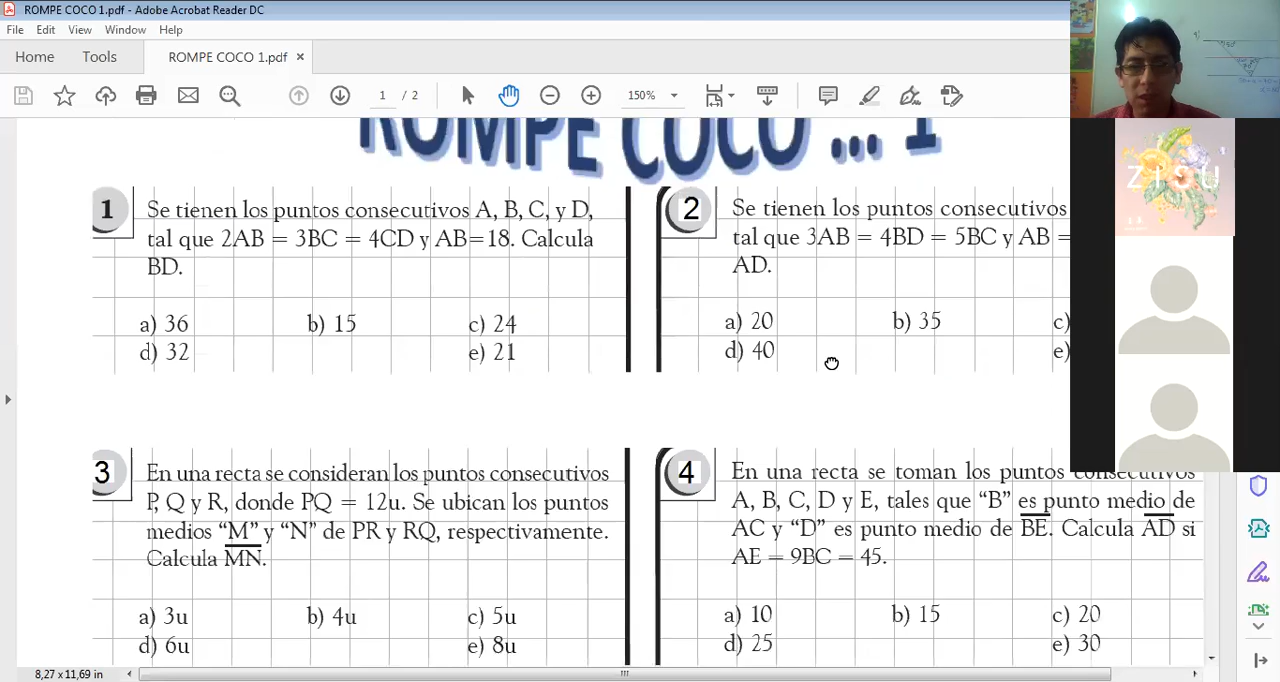 ROMPE COCO 1.pdf - Adobe Acrobat Reader DC
File Edit View Window Help
Home Tools ROMPE COCO 1.pdf ×
1 / 2 150%
ROMPE COCO ... 1
1 Se tienen los puntos consecutivos A, B, C, y D,
tal que 2AB = 3BC = 4CD y AB=18. Calcula
BD.
a) 36 b) 15 c) 24
d) 32 e) 21
2 Se tienen los puntos consecutivos
tal que 3AB = 4BD = 5BC y AB =
AD.
a) 20 b) 35 c)
d) 40 e)
ZISU
3 En una recta se consideran los puntos consecutivos
P, Q y R, donde PQ = 12u. Se ubican los puntos
medios “M” y “N” de PR y RQ, respectivamente.
Calcula MN.
a) 3u b) 4u c) 5u
d) 6u e) 8u
4 En una recta se toman los puntos consecutivos
A, B, C, D y E, tales que “B” es punto medio de
AC y “D” es punto medio de BE. Calcula AD si
AE = 9BC = 45.
a) 10 b) 15 c) 20
d) 25 e) 30
8,27 x 11,69 in